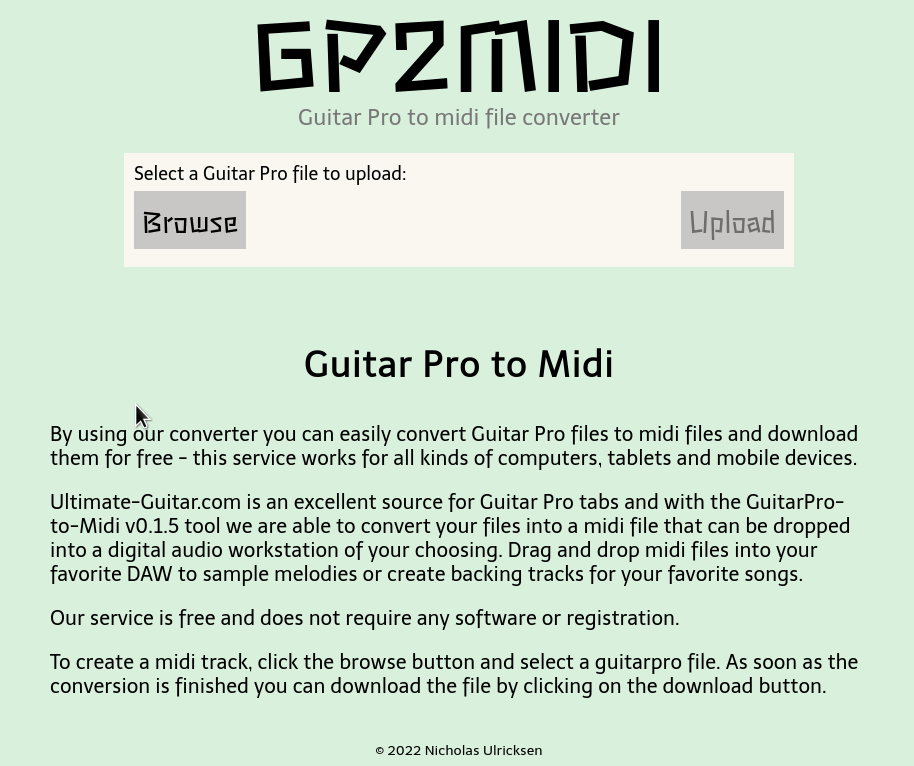 GP2MIDI
Guitar Pro to midi file converter
Select a Guitar Pro file to upload:
Browse
Upload
Guitar Pro to Midi
By using our converter you can easily convert Guitar Pro files to midi files and download
them for free - this service works for all kinds of computers, tablets and mobile devices.
Ultimate-Guitar.com is an excellent source for Guitar Pro tabs and with the GuitarPro-
to-Midi v0.1.5 tool we are able to convert your files into a midi file that can be dropped
into a digital audio workstation of your choosing. Drag and drop midi files into your
favorite DAW to sample melodies or create backing tracks for your favorite songs.
Our service is free and does not require any software or registration.
To create a midi track, click the browse button and select a guitarpro file. As soon as the
conversion is finished you can download the file by clicking on the download button.
© 2022 Nicholas Ulricksen